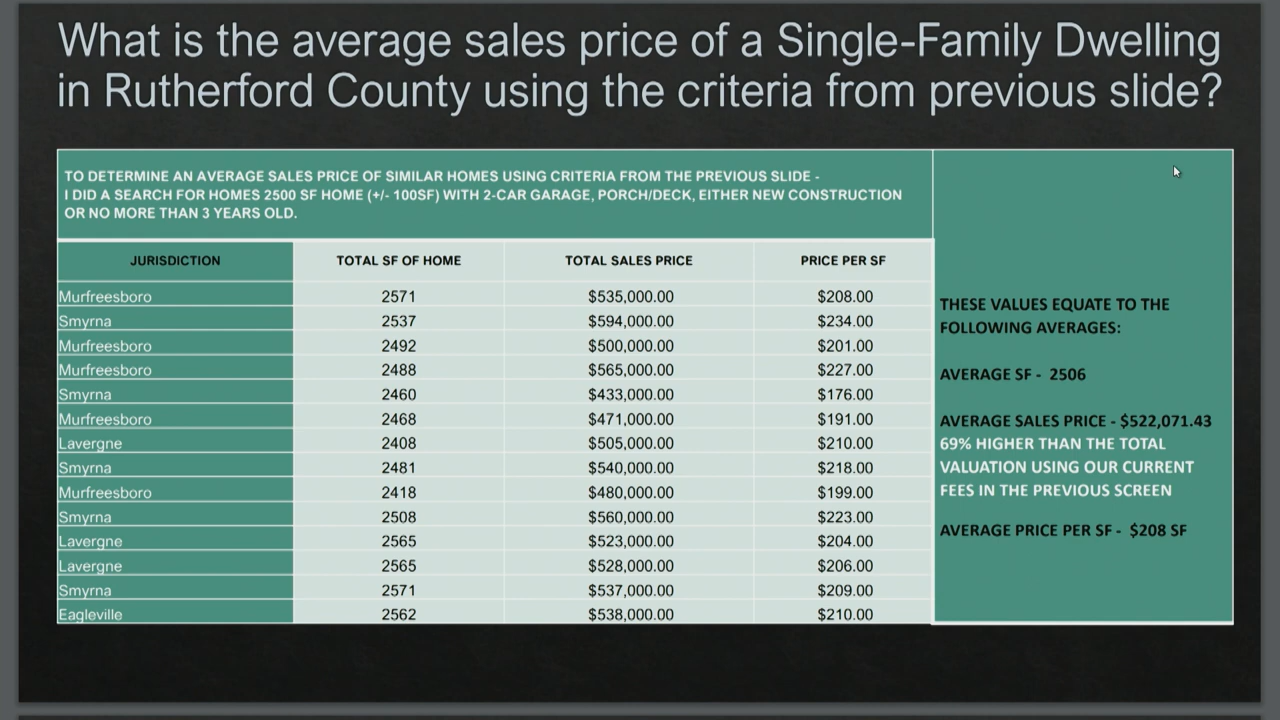 What is the average sales price of a Single-Family Dwelling
in Rutherford County using the criteria from previous slide?
TO DETERMINE AN AVERAGE SALES PRICE OF SIMILAR HOMES USING CRITERIA FROM THE PREVIOUS SLIDE -
I DID A SEARCH FOR HOMES 2500 SF HOME (+/- 100SF) WITH 2-CAR GARAGE, PORCH/DECK, EITHER NEW CONSTRUCTION
OR NO MORE THAN 3 YEARS OLD.
JURISDICTION TOTAL SF OF HOME TOTAL SALES PRICE PRICE PER SF
Murfreesboro 2571 $535,000.00 $208.00
Smyrna 2537 $594,000.00 $234.00
Murfreesboro 2492 $500,000.00 $201.00
Murfreesboro 2488 $565,000.00 $227.00
Smyrna 2460 $433,000.00 $176.00
Murfreesboro 2468 $471,000.00 $191.00
Lavergne 2408 $505,000.00 $210.00
Smyrna 2481 $540,000.00 $218.00
Murfreesboro 2418 $480,000.00 $199.00
Smyrna 2508 $560,000.00 $223.00
Lavergne 2565 $523,000.00 $204.00
Lavergne 2565 $528,000.00 $206.00
Smyrna 2571 $537,000.00 $209.00
Eagleville 2562 $538,000.00 $210.00
THESE VALUES EQUATE TO THE
FOLLOWING AVERAGES:
AVERAGE SF - 2506
AVERAGE SALES PRICE - $522,071.43
69% HIGHER THAN THE TOTAL
VALUATION USING OUR CURRENT
FEES IN THE PREVIOUS SCREEN
AVERAGE PRICE PER SF - $208 SF